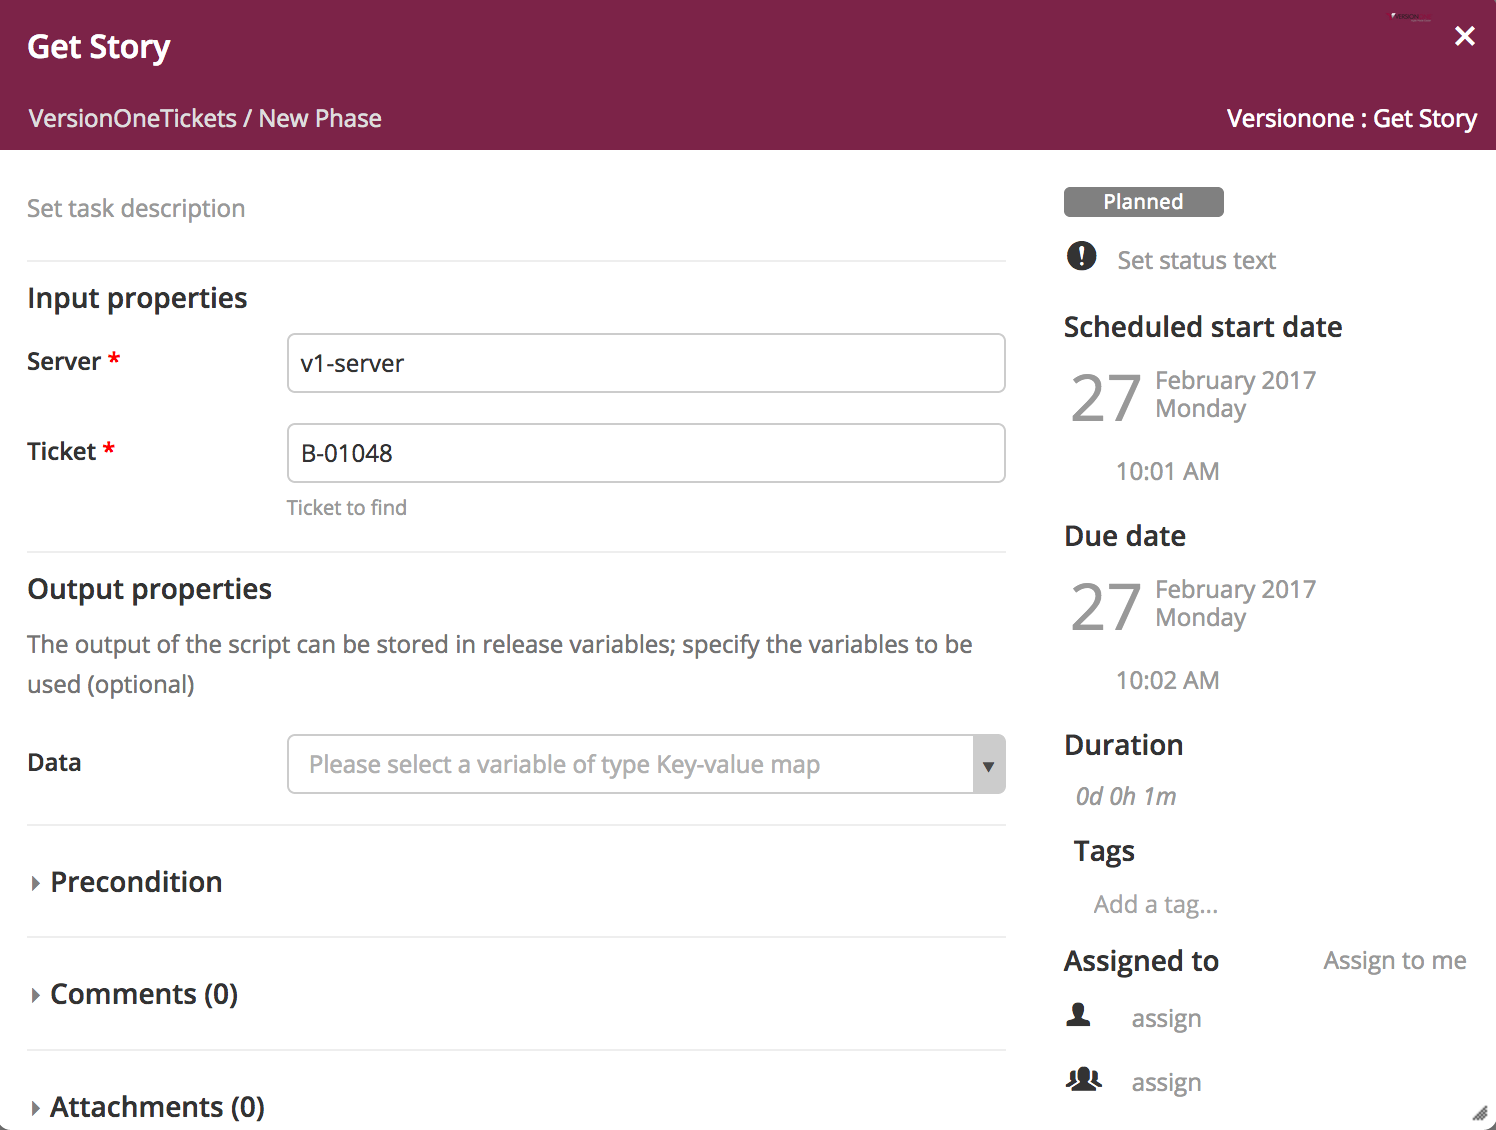 Get Story
VersionOneTickets / New Phase
Versionone : Get Story
Set task description
Input properties
Server *
v1-server
Ticket *
B-01048
Ticket to find
Output properties
The output of the script can be stored in release variables; specify the variables to be
used (optional)
Data
Please select a variable of type Key-value map
Precondition
Comments (0)
Attachments (0)
Planned
Set status text
Scheduled start date
27
February 2017
Monday
10:01 AM
Due date
27
February 2017
Monday
10:02 AM
Duration
0d 0h 1m
Tags
Add a tag...
Assigned to
Assign to me
assign
assign